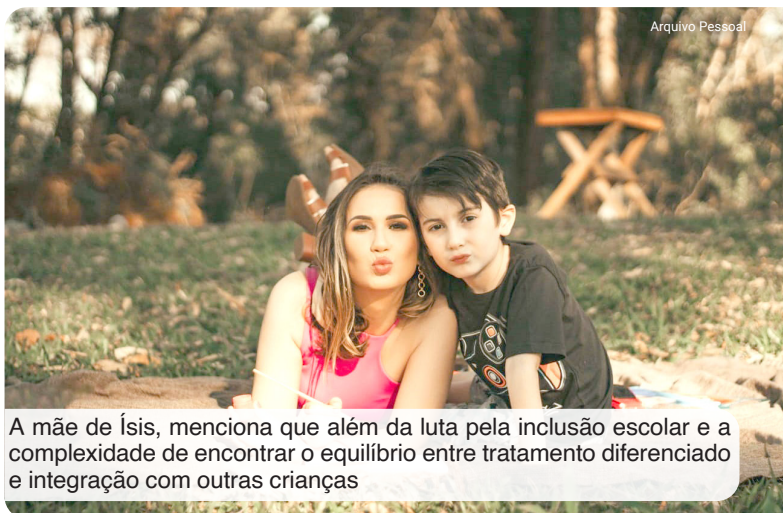 Arquivo Pessoal
A mãe de Ísis, menciona que além da luta pela inclusão escolar e a
complexidade de encontrar o equilíbrio entre tratamento diferenciado
e integração com outras crianças